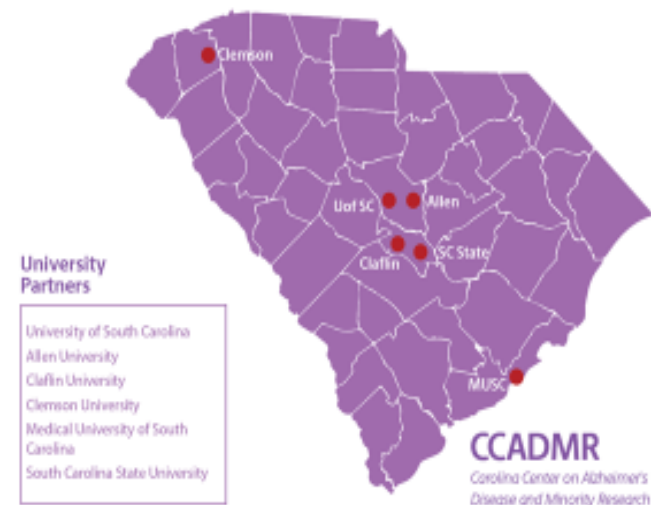 Clemson
Uof SC
Allen
Claflin
SC State
University
Partners
University of South Carolina
Allen University
Claflin University
Clemson University
Medical University of South
Carolina
South Carolina State University
MUSC
CCADMR
Carolina Center on Alzheimer's
Disease and Minority Research